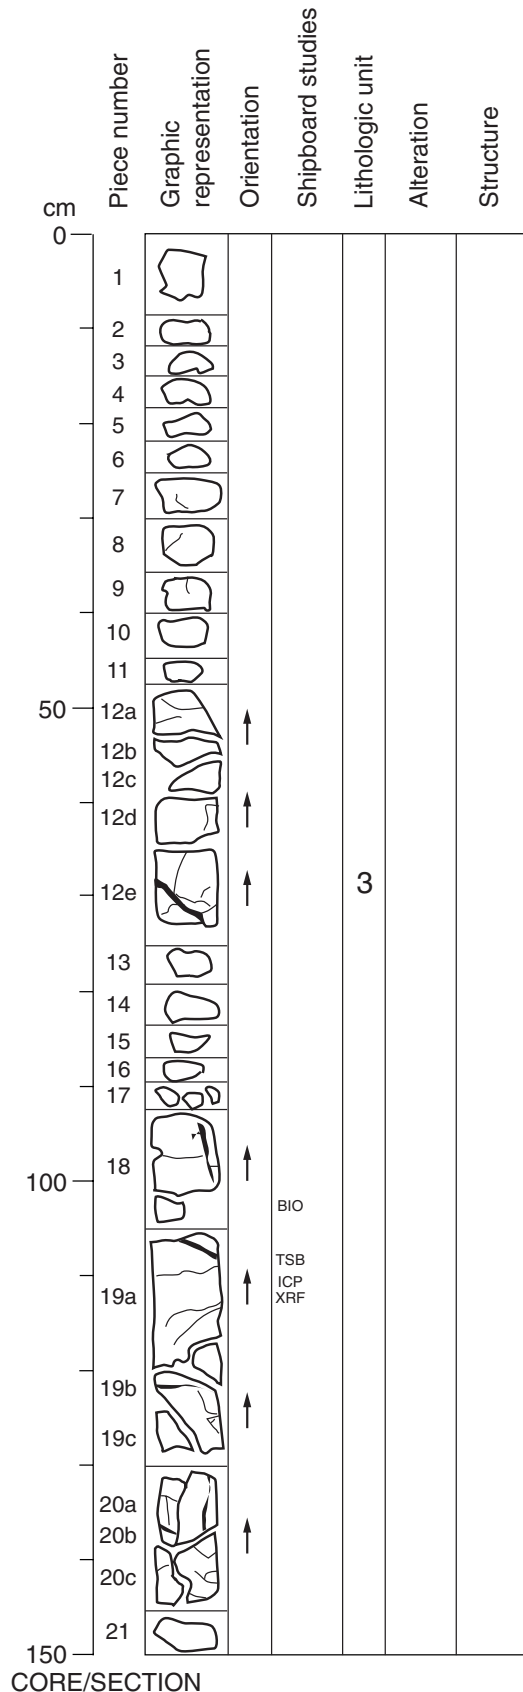 cm
Piece number
Graphic
representation
Orientation
Shipboard studies
Lithologic unit
Alteration
Structure
0
1
2
3
4
5
6
7
8
9
10
11
50
12a
12b
12c
12d
12e
3
13
14
15
16
17
18
100
BIO
TSB
ICP
19a
XRF
19b
19c
20a
20b
20c
21
150
CORE/SECTION